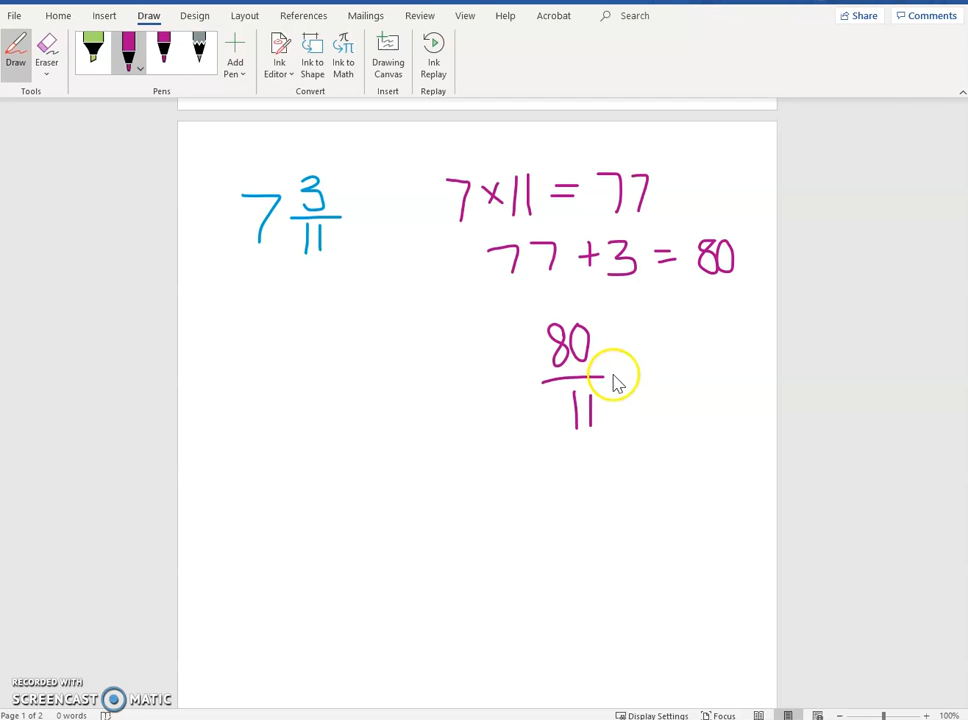 File Home Insert Draw Design Layout References Mailings Review View Help Acrobat Search Share Comments
Draw Eraser Add Pen Ink Editor Ink to Shape Ink to Math Drawing Canvas Ink Replay
Tools Pens Convert Insert Replay
7 3/11
7 × 11 = 77
77 + 3 = 80
80
11
RECORDED WITH
SCREENCAST MATIC
Page 1 of 2 0 words Display Settings Focus 100%